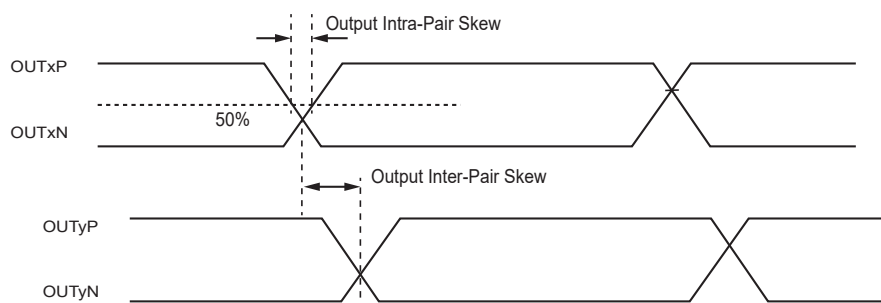 Output Intra-Pair Skew
OUTxP
50%
OUTxN
Output Inter-Pair Skew
OUTyP
OUTyN